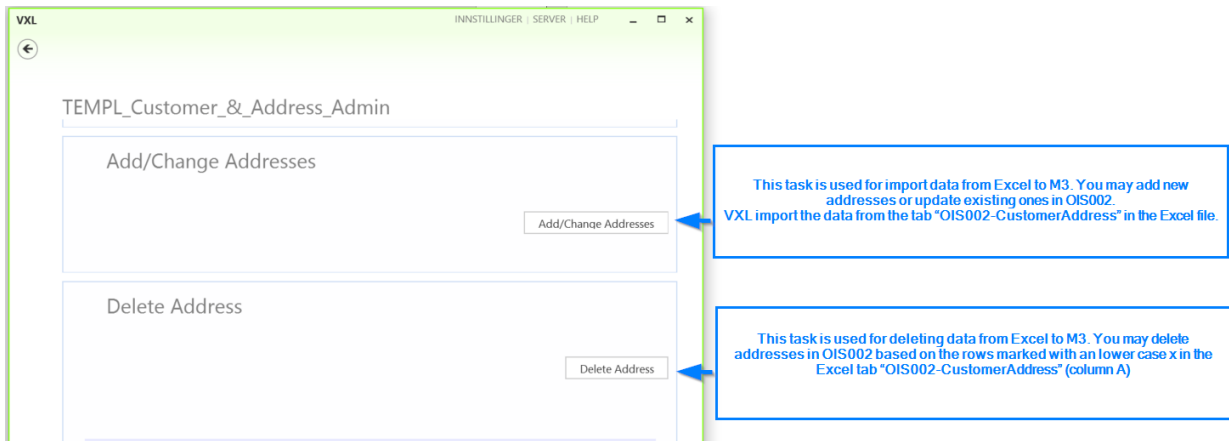 VXL
INNSTILLINGER | SERVER | HELP
TEMPL_Customer_&_Address_Admin
Add/Change Addresses
Add/Change Addresses
This task is used for import data from Excel to M3. You may add new
addresses or update existing ones in OIS002.
VXL import the data from the tab “OIS002-CustomerAddress” in the Excel file.
Delete Address
Delete Address
This task is used for deleting data from Excel to M3. You may delete
addresses in OIS002 based on the rows marked with an lower case x in the
Excel tab “OIS002-CustomerAddress” (column A)